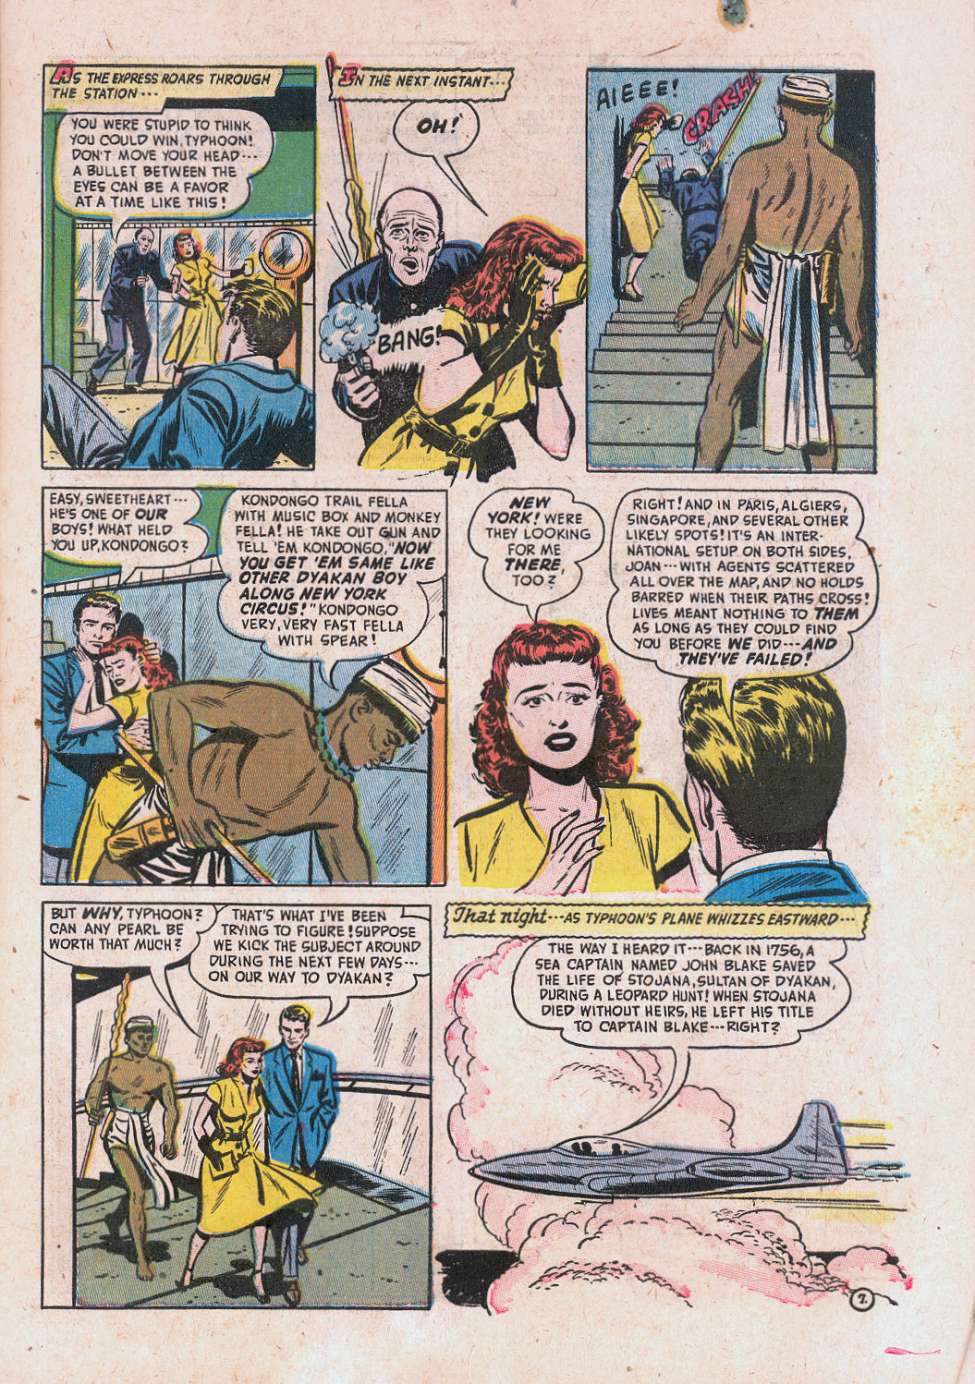 AS THE EXPRESS ROARS THROUGH
THE STATION---
YOU WERE STUPID TO THINK
YOU COULD WIN, TYPHOON!
DON'T MOVE YOUR HEAD---
A BULLET BETWEEN THE
EYES CAN BE A FAVOR
AT A TIME LIKE THIS!
IN THE NEXT INSTANT---
OH!
BANG!
AIEEE!
CRASH!
EASY, SWEETHEART---
HE'S ONE OF OUR
BOYS! WHAT HELD
YOU UP, KONDONGO?
KONDONGO TRAIL FELLA
WITH MUSIC BOX AND MONKEY
FELLA! HE TAKE OUT GUN AND
TELL 'EM KONDONGO, "NOW
YOU GET 'EM SAME LIKE
OTHER DYAKAN BOY
ALONG NEW YORK
CIRCUS!" KONDONGO
VERY, VERY FAST FELLA
WITH SPEAR!
NEW
YORK! WERE
THEY LOOKING
FOR ME
THERE,
TOO?
RIGHT! AND IN PARIS, ALGIERS,
SINGAPORE, AND SEVERAL OTHER
LIKELY SPOTS! IT'S AN INTER-
NATIONAL SETUP ON BOTH SIDES,
JOAN---WITH AGENTS SCATTERED
ALL OVER THE MAP, AND NO HOLDS
BARRED WHEN THEIR PATHS CROSS!
LIVES MEANT NOTHING TO THEM
AS LONG AS THEY COULD FIND
YOU BEFORE WE DID---AND
THEY'VE FAILED!
BUT WHY, TYPHOON?
CAN ANY PEARL BE
WORTH THAT MUCH?
THAT'S WHAT I'VE BEEN
TRYING TO FIGURE! SUPPOSE
WE KICK THE SUBJECT AROUND
DURING THE NEXT FEW DAYS---
ON OUR WAY TO DYAKAN?
That night---AS TYPHOON'S PLANE WHIZZES EASTWARD---
THE WAY I HEARD IT---BACK IN 1756, A
SEA CAPTAIN NAMED JOHN BLAKE SAVED
THE LIFE OF STOJANA, SULTAN OF DYAKAN,
DURING A LEOPARD HUNT! WHEN STOJANA
DIED WITHOUT HEIRS, HE LEFT HIS TITLE
TO CAPTAIN BLAKE---RIGHT?
7.